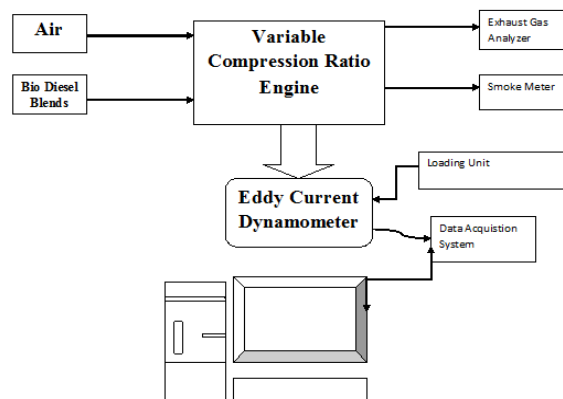 Air
Bio Diesel
Blends
Variable
Compression Ratio
Engine
Exhaust Gas
Analyzer
Smoke Meter
Eddy Current
Dynamometer
Loading Unit
Data Acquistion
System